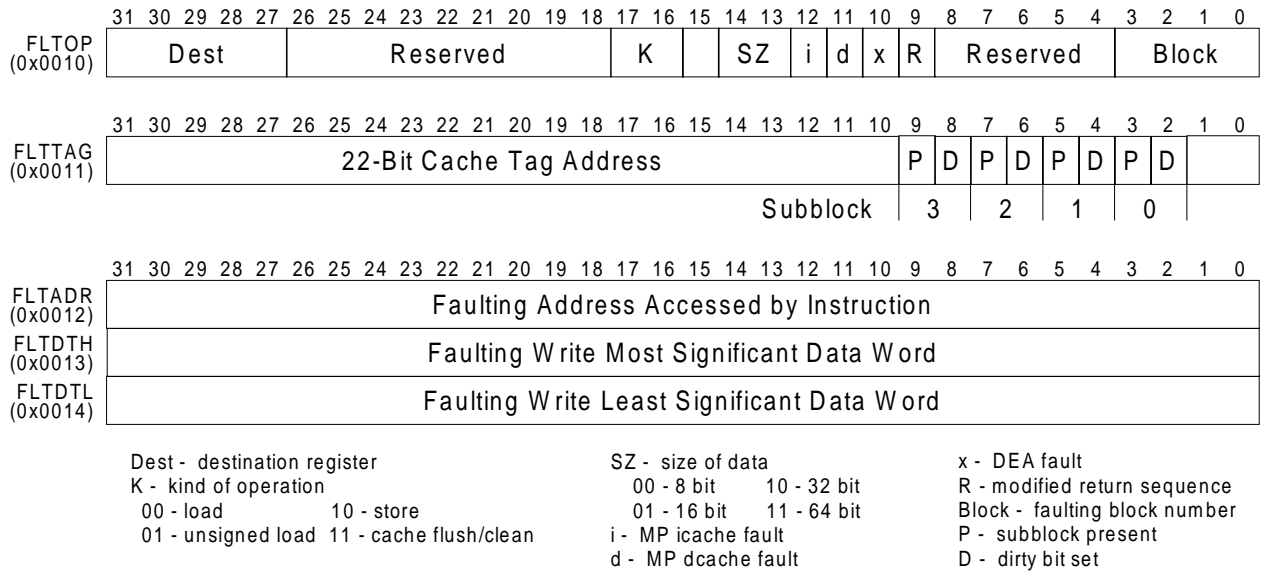 31 30 29 28 27 26 25 24 23 22 21 20 19 18 17 16 15 14 13 12 11 10 9 8 7 6 5 4 3 2 1 0
FLTOP
(0x0010)
Dest Reserved K SZ i d x R Reserved Block
31 30 29 28 27 26 25 24 23 22 21 20 19 18 17 16 15 14 13 12 11 10 9 8 7 6 5 4 3 2 1 0
FLTTAG
(0x0011)
22-Bit Cache Tag Address P D P D P D P D
Subblock 3 2 1 0
31 30 29 28 27 26 25 24 23 22 21 20 19 18 17 16 15 14 13 12 11 10 9 8 7 6 5 4 3 2 1 0
FLTADR
(0x0012)
Faulting Address Accessed by Instruction
FLTDTH
(0x0013)
Faulting Write Most Significant Data Word
FLTDTL
(0x0014)
Faulting Write Least Significant Data Word
Dest - destination register
K - kind of operation
00 - load 10 - store
01 - unsigned load 11 - cache flush/clean
SZ - size of data
00 - 8 bit 10 - 32 bit
01 - 16 bit 11 - 64 bit
i - MP icache fault
d - MP dcache fault
x - DEA fault
R - modified return sequence
Block - faulting block number
P - subblock present
D - dirty bit set